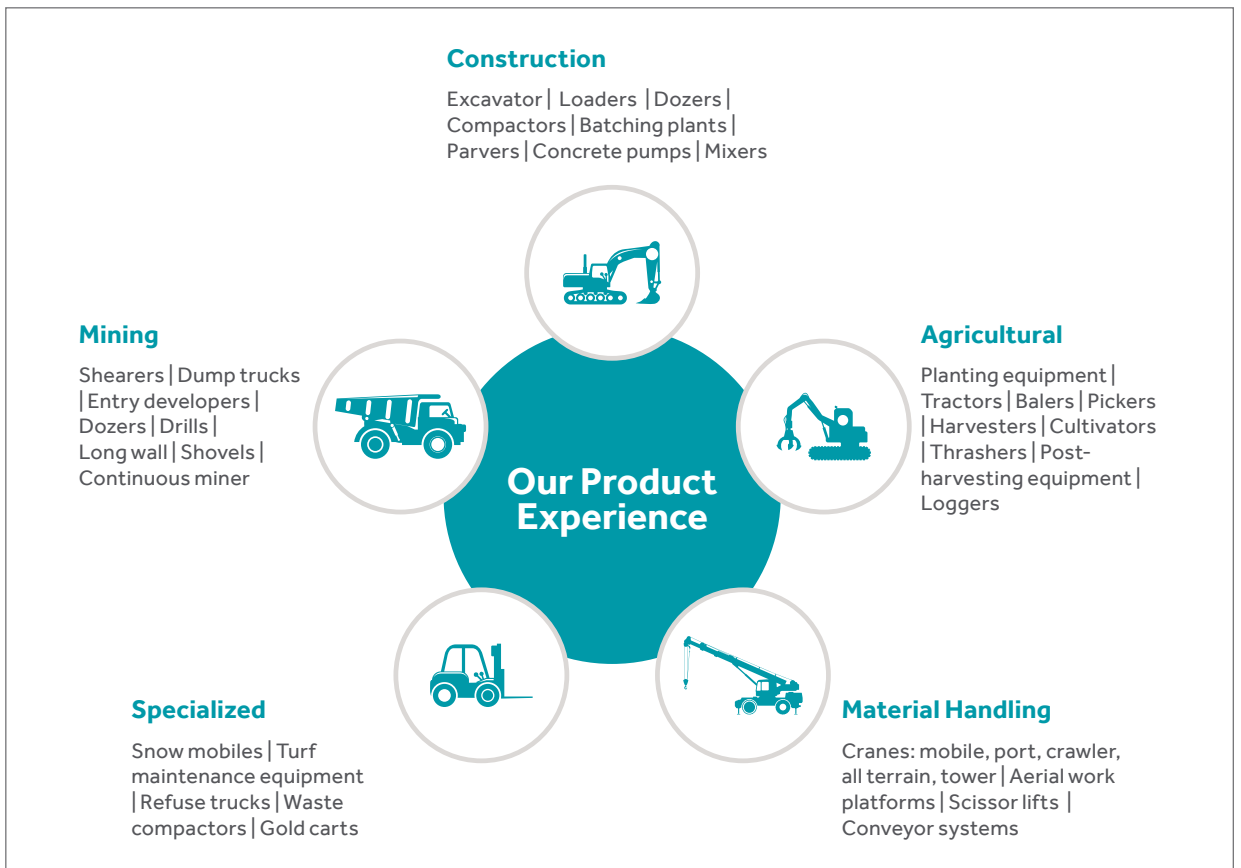 Construction
Excavator | Loaders | Dozers |
Compactors | Batching plants |
Parvers | Concrete pumps | Mixers
Mining
Shearers | Dump trucks
| Entry developers |
Dozers | Drills |
Long wall | Shovels |
Continuous miner
Agricultural
Planting equipment |
Tractors | Balers | Pickers
| Harvesters | Cultivators
| Thrashers | Post-
harvesting equipment |
Loggers
Our Product
Experience
Specialized
Snow mobiles | Turf
maintenance equipment
| Refuse trucks | Waste
compactors | Gold carts
Material Handling
Cranes: mobile, port, crawler,
all terrain, tower | Aerial work
platforms | Scissor lifts |
Conveyor systems